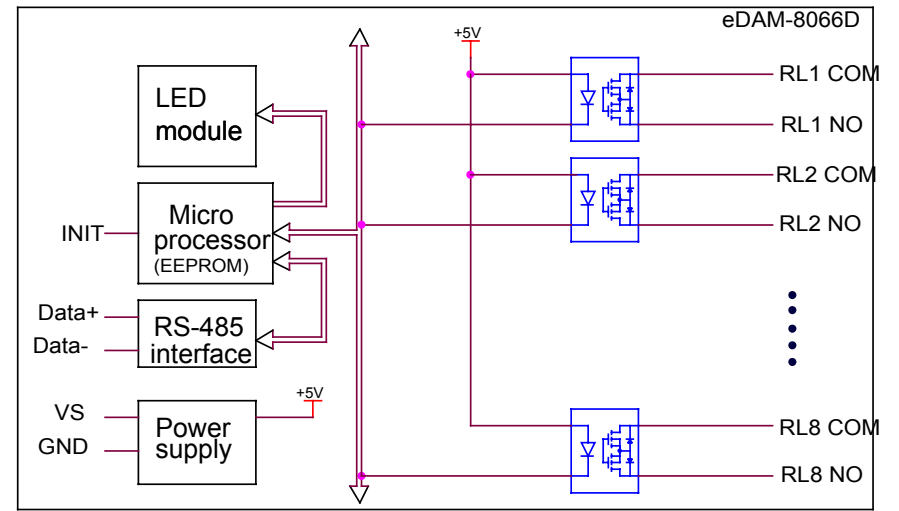 eDAM-8066D
+5V
LED
module
Micro
processor
(EEPROM)
INIT
Data+
Data-
RS-485
interface
+5V
VS
GND
Power
supply
RL1 COM
RL1 NO
RL2 COM
RL2 NO
RL8 COM
RL8 NO